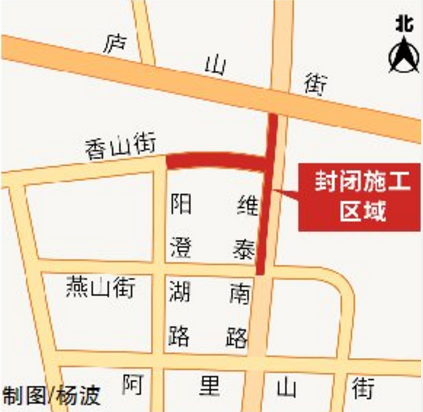 北
庐山街
香山街
封闭施工
区域
阳澄湖路
维泰南路
燕山街
阿里山街
制图/杨波